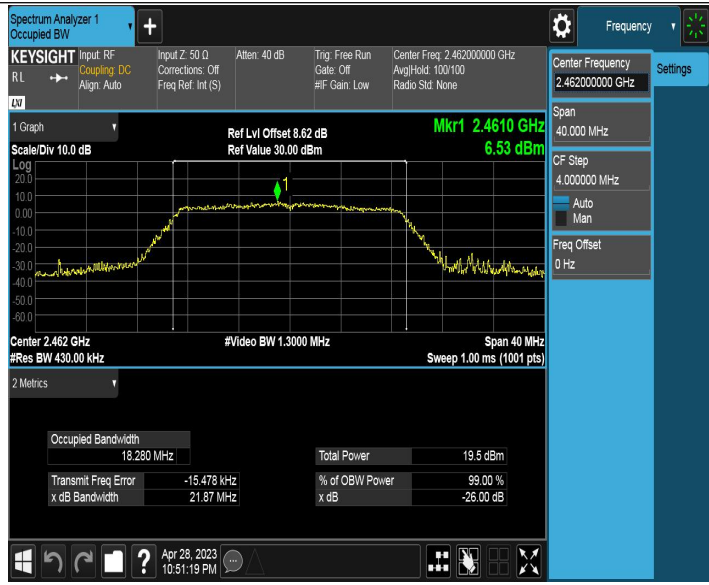 Spectrum Analyzer 1
Occupied BW
+
Frequency
KEYSIGHT
RL
LXI
Input: RF
Coupling: DC
Align: Auto
Input Z: 50 Ω
Corrections: Off
Freq Ref: Int (S)
Atten: 40 dB
Trig: Free Run
Gate: Off
#IF Gain: Low
Center Freq: 2.462000000 GHz
Avg|Hold: 100/100
Radio Std: None
Center Frequency
2.462000000 GHz
Settings
Span
40.000 MHz
CF Step
4.000000 MHz
Auto
Man
Freq Offset
0 Hz
1 Graph
Scale/Div 10.0 dB
Ref Lvl Offset 8.62 dB
Ref Value 30.00 dBm
Mkr1 2.4610 GHz
6.53 dBm
Log
20.0
10.0
0.00
-10.0
-20.0
-30.0
-40.0
-50.0
-60.0
1
Center 2.462 GHz
#Video BW 1.3000 MHz
Span 40 MHz
#Res BW 430.00 kHz
Sweep 1.00 ms (1001 pts)
2 Metrics
Occupied Bandwidth
18.280 MHz
Total Power 19.5 dBm
Transmit Freq Error -15.478 kHz
% of OBW Power 99.00 %
x dB Bandwidth 21.87 MHz
x dB -26.00 dB
?
Apr 28, 2023
10:51:19 PM